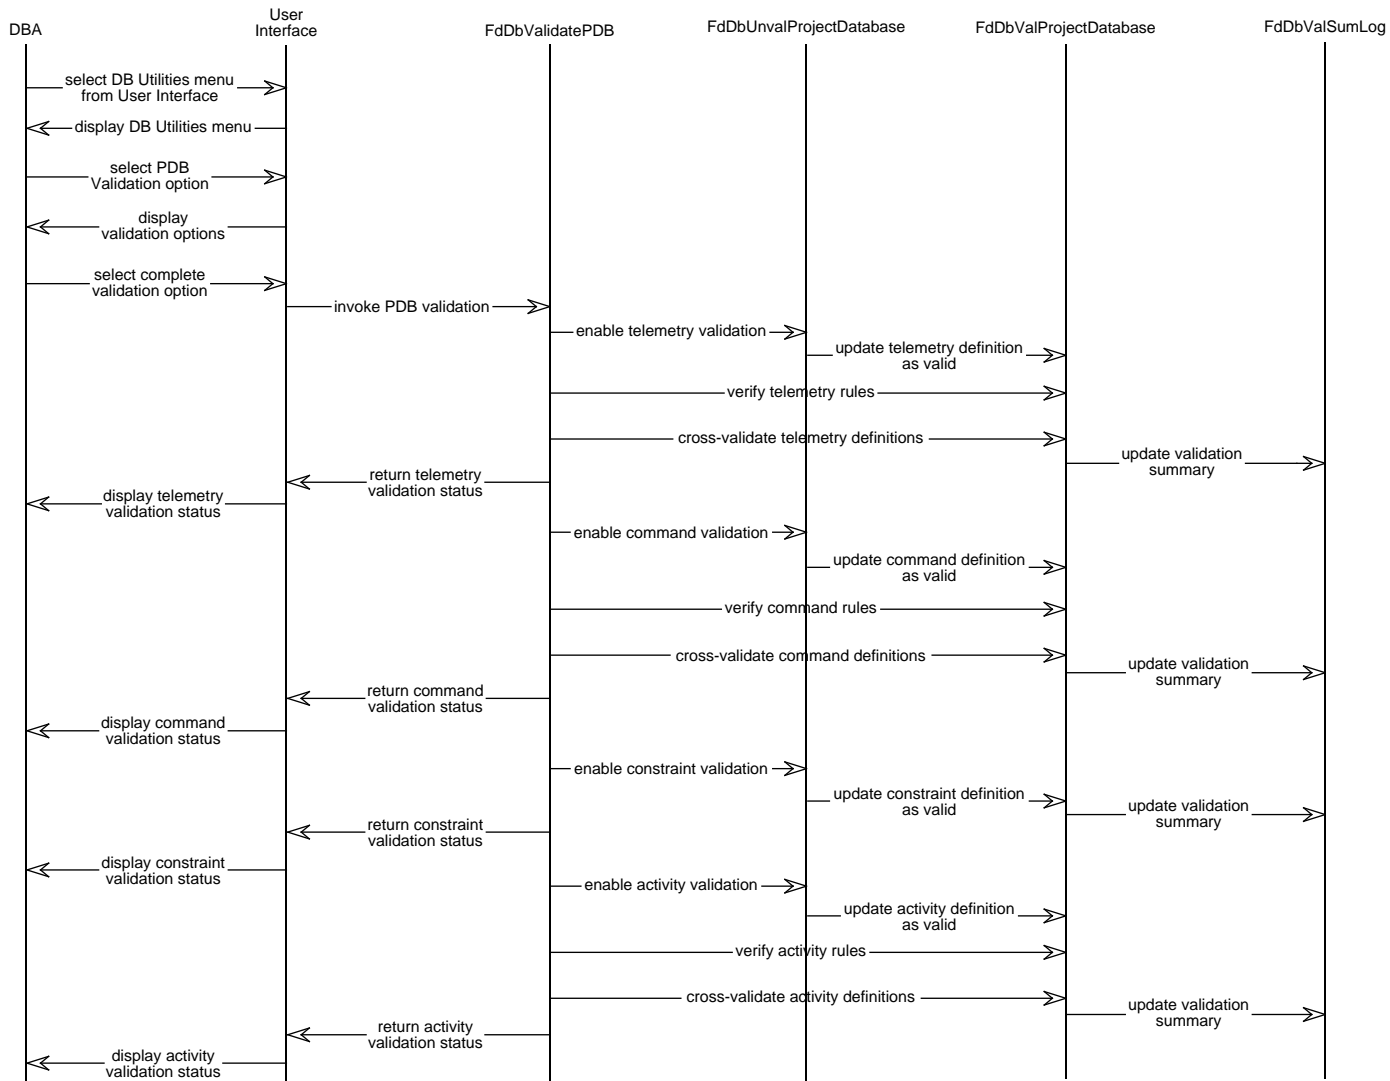 DBA
User
Interface
FdDbValidatePDB
FdDbUnvalProjectDatabase
FdDbValProjectDatabase
FdDbValSumLog
select DB Utilities menu
from User Interface
display DB Utilities menu
select PDB
Validation option
display
validation options
select complete
validation option
invoke PDB validation
enable telemetry validation
update telemetry definition
as valid
verify telemetry rules
cross-validate telemetry definitions
update validation
summary
return telemetry
validation status
display telemetry
validation status
enable command validation
update command definition
as valid
verify command rules
cross-validate command definitions
update validation
summary
return command
validation status
display command
validation status
enable constraint validation
update constraint definition
as valid
update validation
summary
return constraint
validation status
display constraint
validation status
enable activity validation
update activity definition
as valid
verify activity rules
cross-validate activity definitions
update validation
summary
return activity
validation status
display activity
validation status